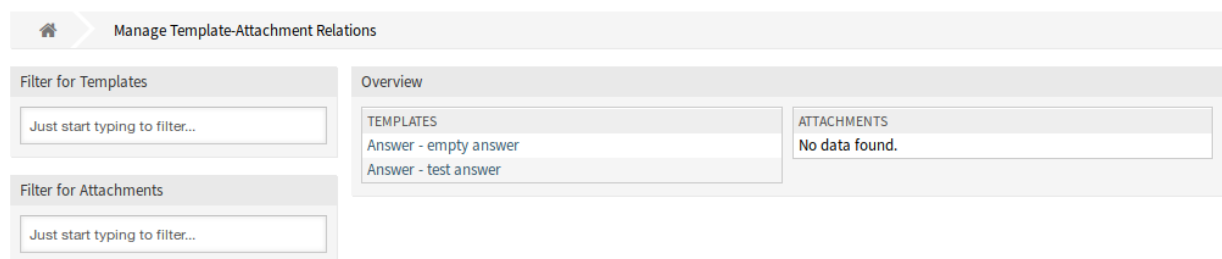 Manage Template-Attachment Relations
Filter for Templates
Just start typing to filter...
Filter for Attachments
Just start typing to filter...
Overview
TEMPLATES
Answer - empty answer
Answer - test answer
ATTACHMENTS
No data found.